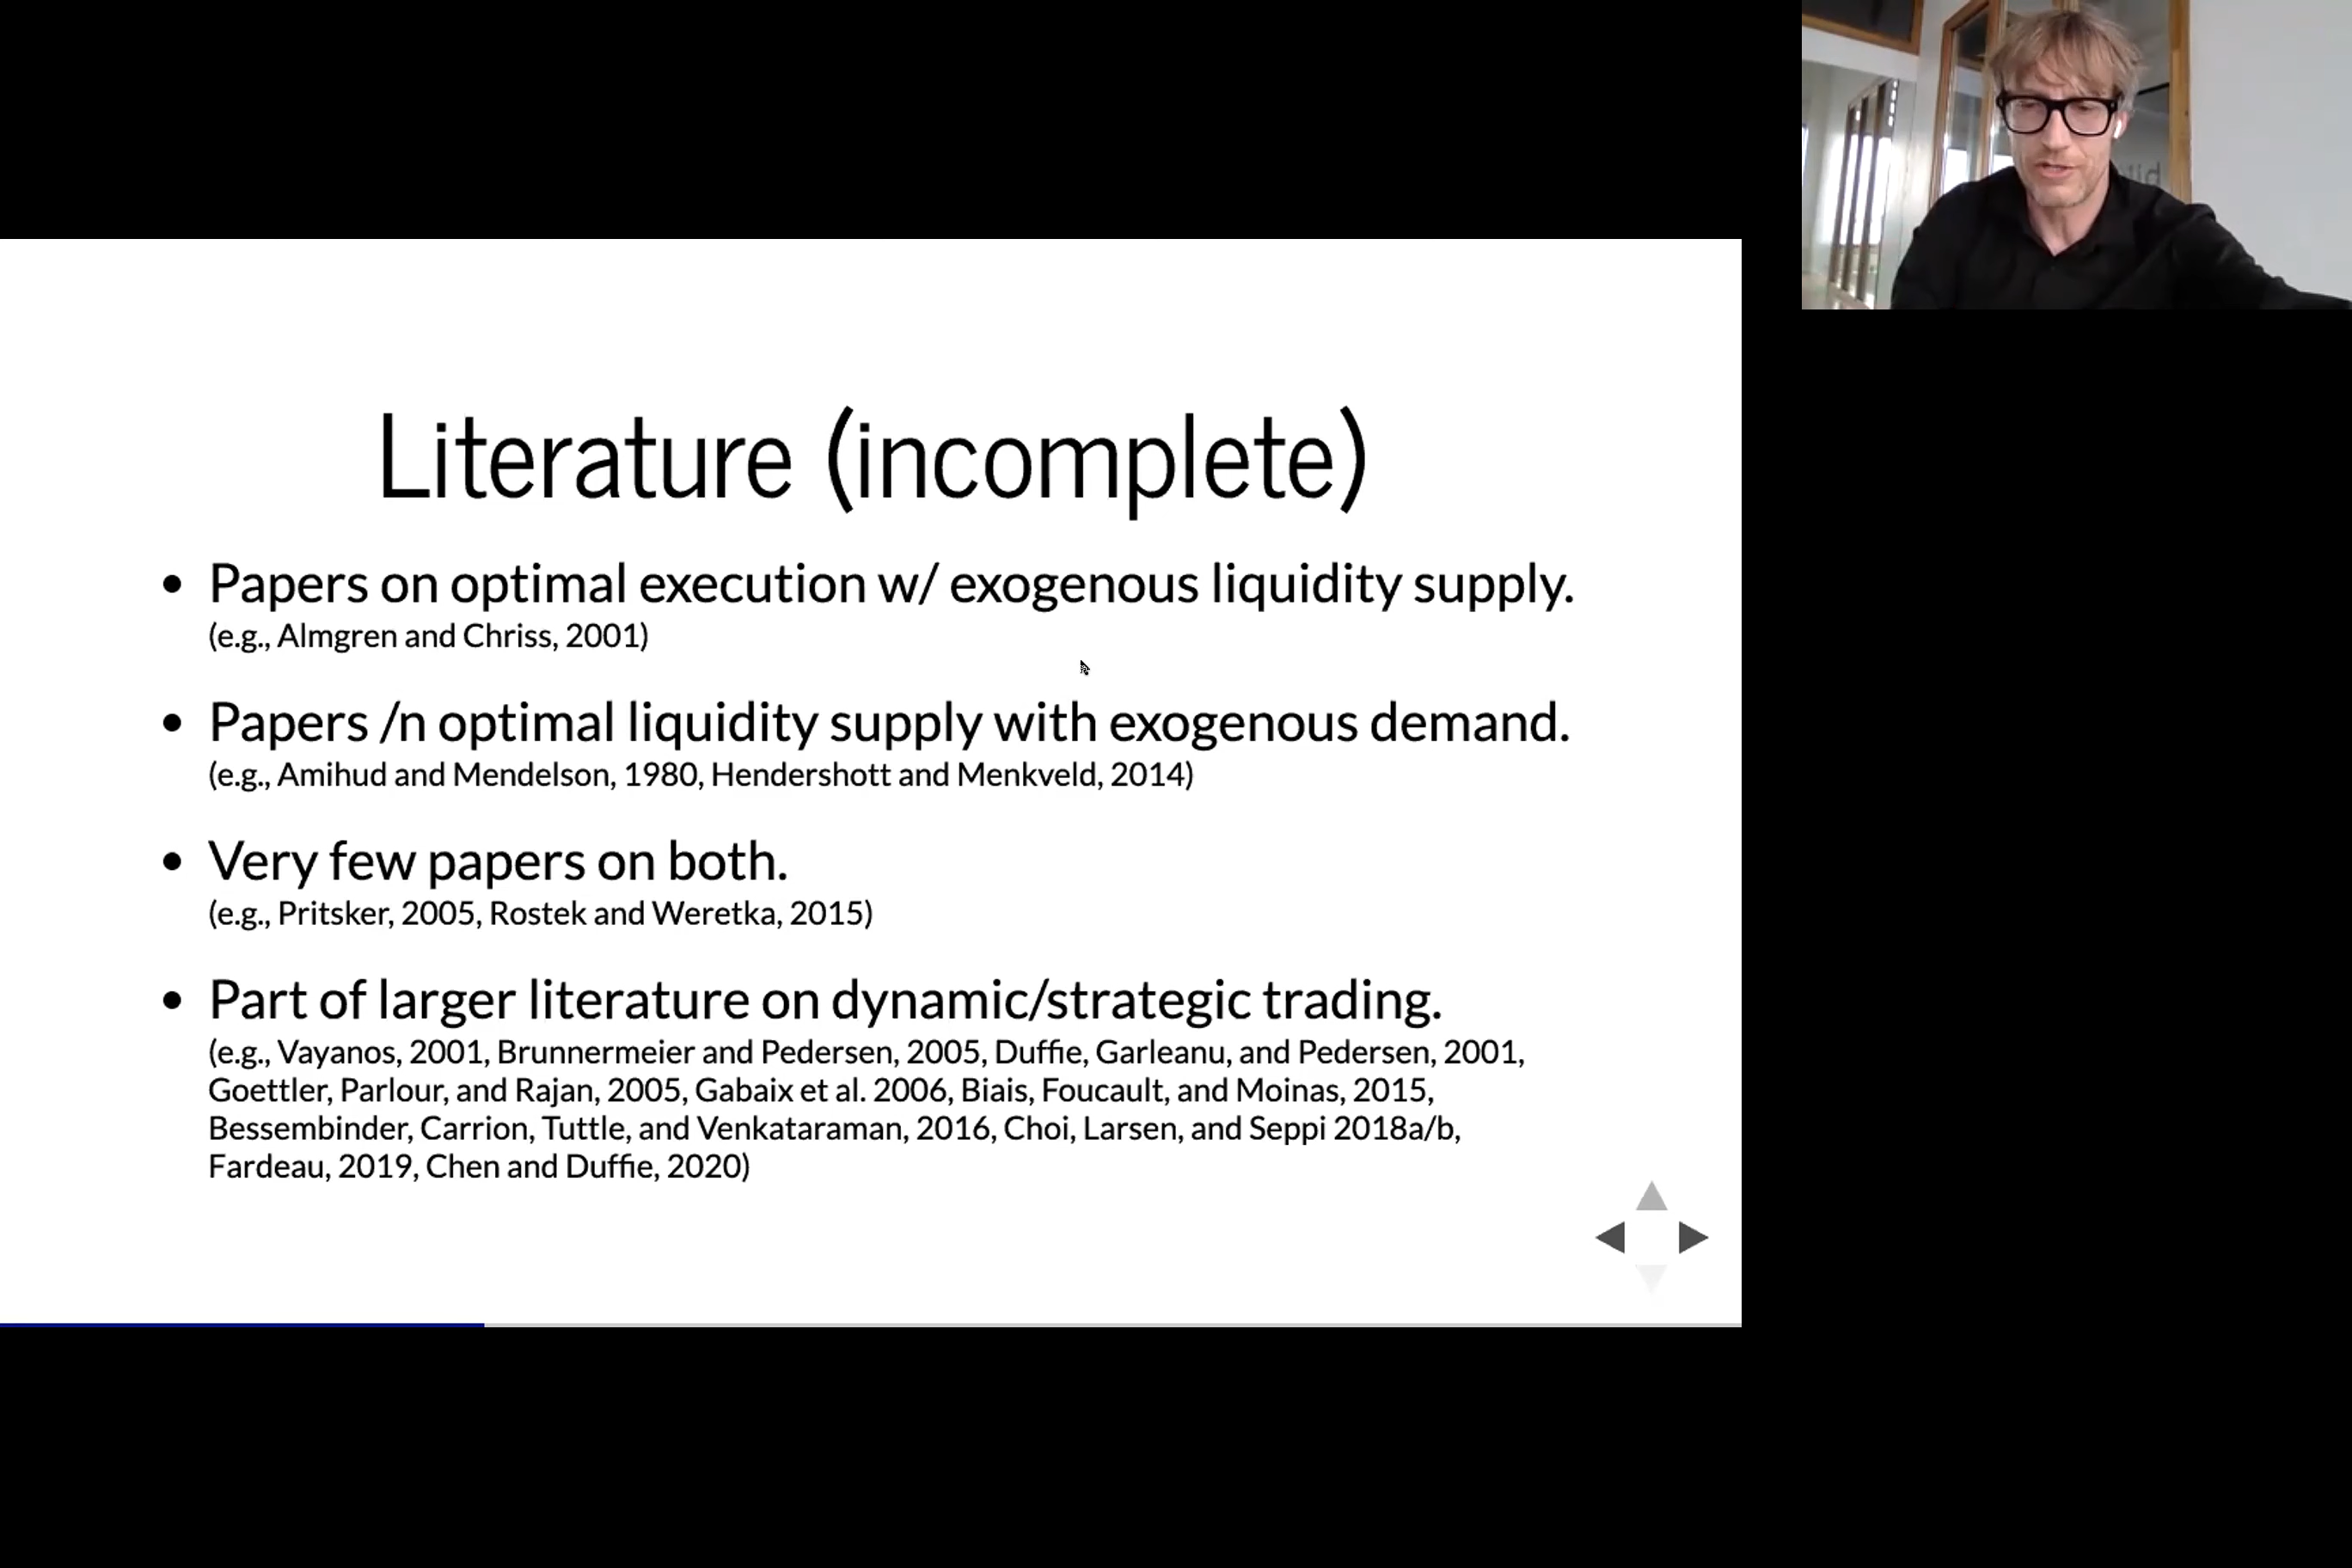 Literature (incomplete)
• Papers on optimal execution w/ exogenous liquidity supply.
(e.g., Almgren and Chriss, 2001)
• Papers /n optimal liquidity supply with exogenous demand.
(e.g., Amihud and Mendelson, 1980, Hendershott and Menkveld, 2014)
• Very few papers on both.
(e.g., Pritsker, 2005, Rostek and Weretka, 2015)
• Part of larger literature on dynamic/strategic trading.
(e.g., Vayanos, 2001, Brunnermeier and Pedersen, 2005, Duffie, Garleanu, and Pedersen, 2001,
Goettler, Parlour, and Rajan, 2005, Gabaix et al. 2006, Biais, Foucault, and Moinas, 2015,
Bessembinder, Carrion, Tuttle, and Venkataraman, 2016, Choi, Larsen, and Seppi 2018a/b,
Fardeau, 2019, Chen and Duffie, 2020)